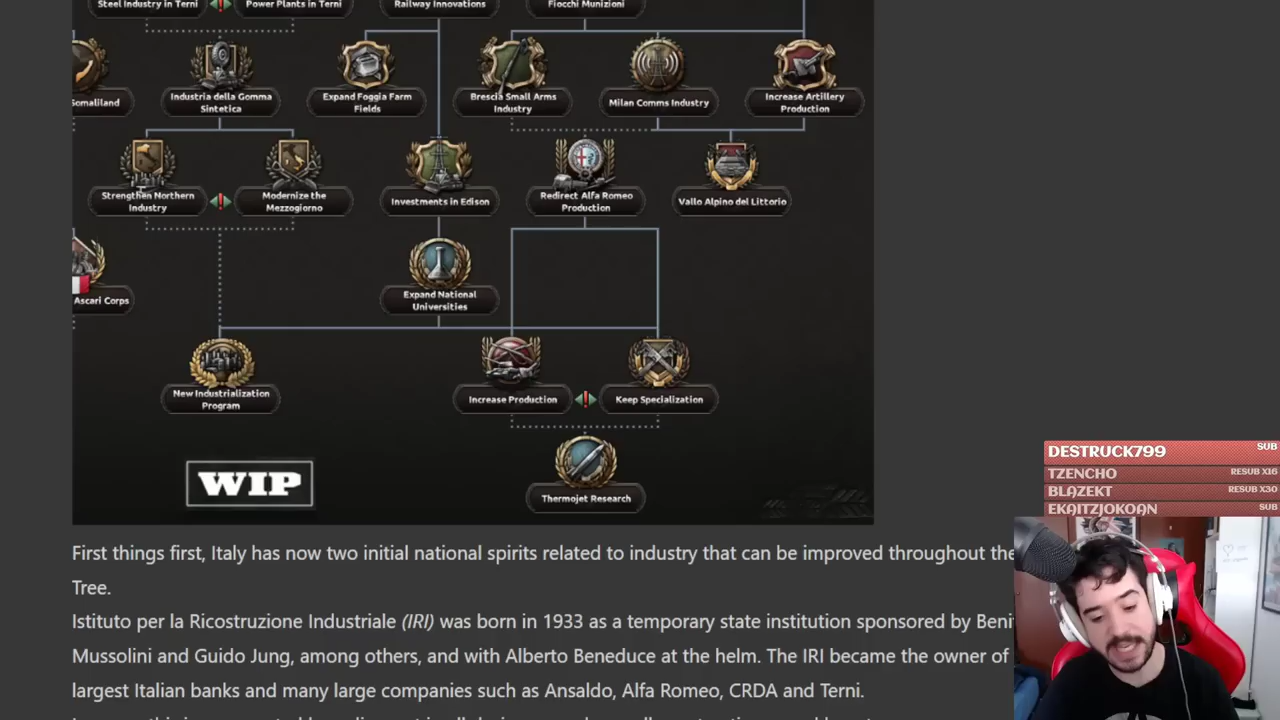 Steel Industry in Terni
Power Plants in Terni
Railway Innovations
Fiocchi Munizioni
Somaliland
Industria della Gomma
Sintetica
Expand Foggia Farm
Fields
Brescia Small Arms
Industry
Milan Comms Industry
Increase Artillery
Production
Strengthen Northern
Industry
Modernize the
Mezzogiorno
Investments in Edison
Redirect Alfa Romeo
Production
Vallo Alpino del Littorio
Ascari Corps
Expand National
Universities
New Industrialization
Program
Increase Production
Keep Specialization
WIP
Thermojet Research
DESTRUCK799 SUB
TZENCHO RESUB X16
BLAZEKT RESUB X30
EKAITZJOKOAN SUB
First things first, Italy has now two initial national spirits related to industry that can be improved throughout the
Tree.
Istituto per la Ricostruzione Industriale (IRI) was born in 1933 as a temporary state institution sponsored by Beni
Mussolini and Guido Jung, among others, and with Alberto Beneduce at the helm. The IRI became the owner of
largest Italian banks and many large companies such as Ansaldo, Alfa Romeo, CRDA and Terni.